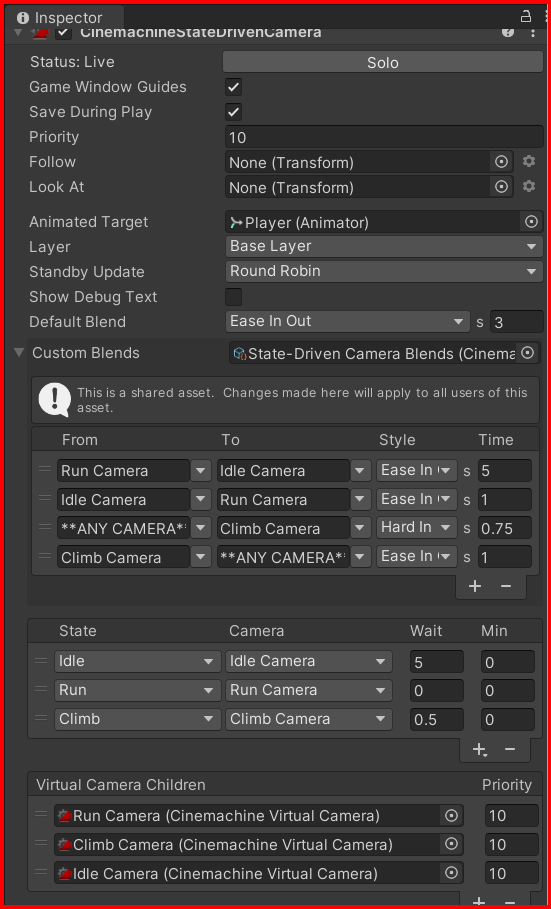 Inspector
CinemachineStateDrivenCamera
Status: Live Solo
Game Window Guides
Save During Play
Priority 10
Follow None (Transform)
Look At None (Transform)
Animated Target Player (Animator)
Layer Base Layer
Standby Update Round Robin
Show Debug Text
Default Blend Ease In Out s 3
Custom Blends State-Driven Camera Blends (Cinema
This is a shared asset. Changes made here will apply to all users of this
asset.
From To Style Time
Run Camera Idle Camera Ease In s 5
Idle Camera Run Camera Ease In s 1
**ANY CAMERA* Climb Camera Hard In s 0.75
Climb Camera **ANY CAMERA* Ease In s 1
+ −
State Camera Wait Min
Idle Idle Camera 5 0
Run Run Camera 0 0
Climb Climb Camera 0.5 0
+ −
Virtual Camera Children Priority
Run Camera (Cinemachine Virtual Camera) 10
Climb Camera (Cinemachine Virtual Camera) 10
Idle Camera (Cinemachine Virtual Camera) 10
+ −